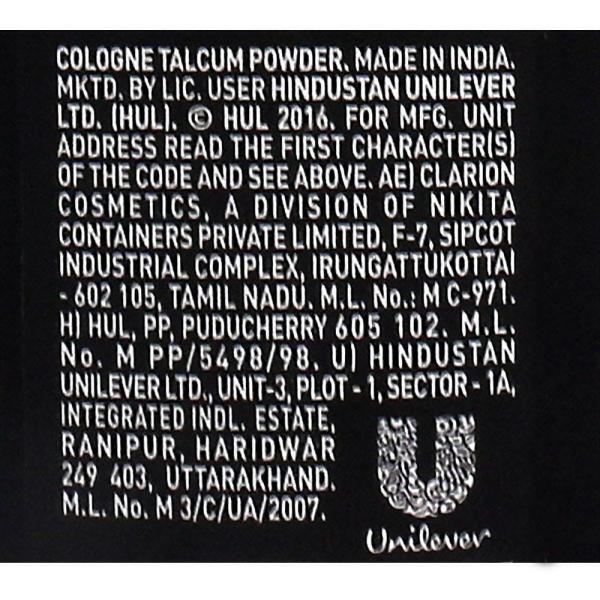 COLOGNE TALCUM POWDER. MADE IN INDIA.
MKTD. BY LIC. USER HINDUSTAN UNILEVER
LTD. (HUL). © HUL 2016. FOR MFG. UNIT
ADDRESS READ THE FIRST CHARACTER(S)
OF THE CODE AND SEE ABOVE. AE) CLARION
COSMETICS, A DIVISION OF NIKITA
CONTAINERS PRIVATE LIMITED, F-7, SIPCOT
INDUSTRIAL COMPLEX, IRUNGATTUKOTTAI
- 602 105, TAMIL NADU. M.L. No.: M C-971.
H) HUL, PP, PUDUCHERRY 605 102. M.L.
No. M PP/5498/98. U) HINDUSTAN
UNILEVER LTD., UNIT-3, PLOT - 1, SECTOR - 1A,
INTEGRATED INDL. ESTATE,
RANIPUR, HARIDWAR
249 403, UTTARAKHAND.
M.L. No. M 3/C/UA/2007.
Unilever